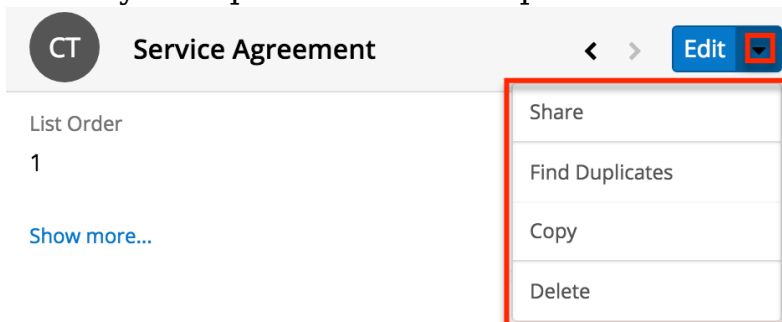 CT
Service Agreement
Edit
List Order
1
Show more...
Share
Find Duplicates
Copy
Delete